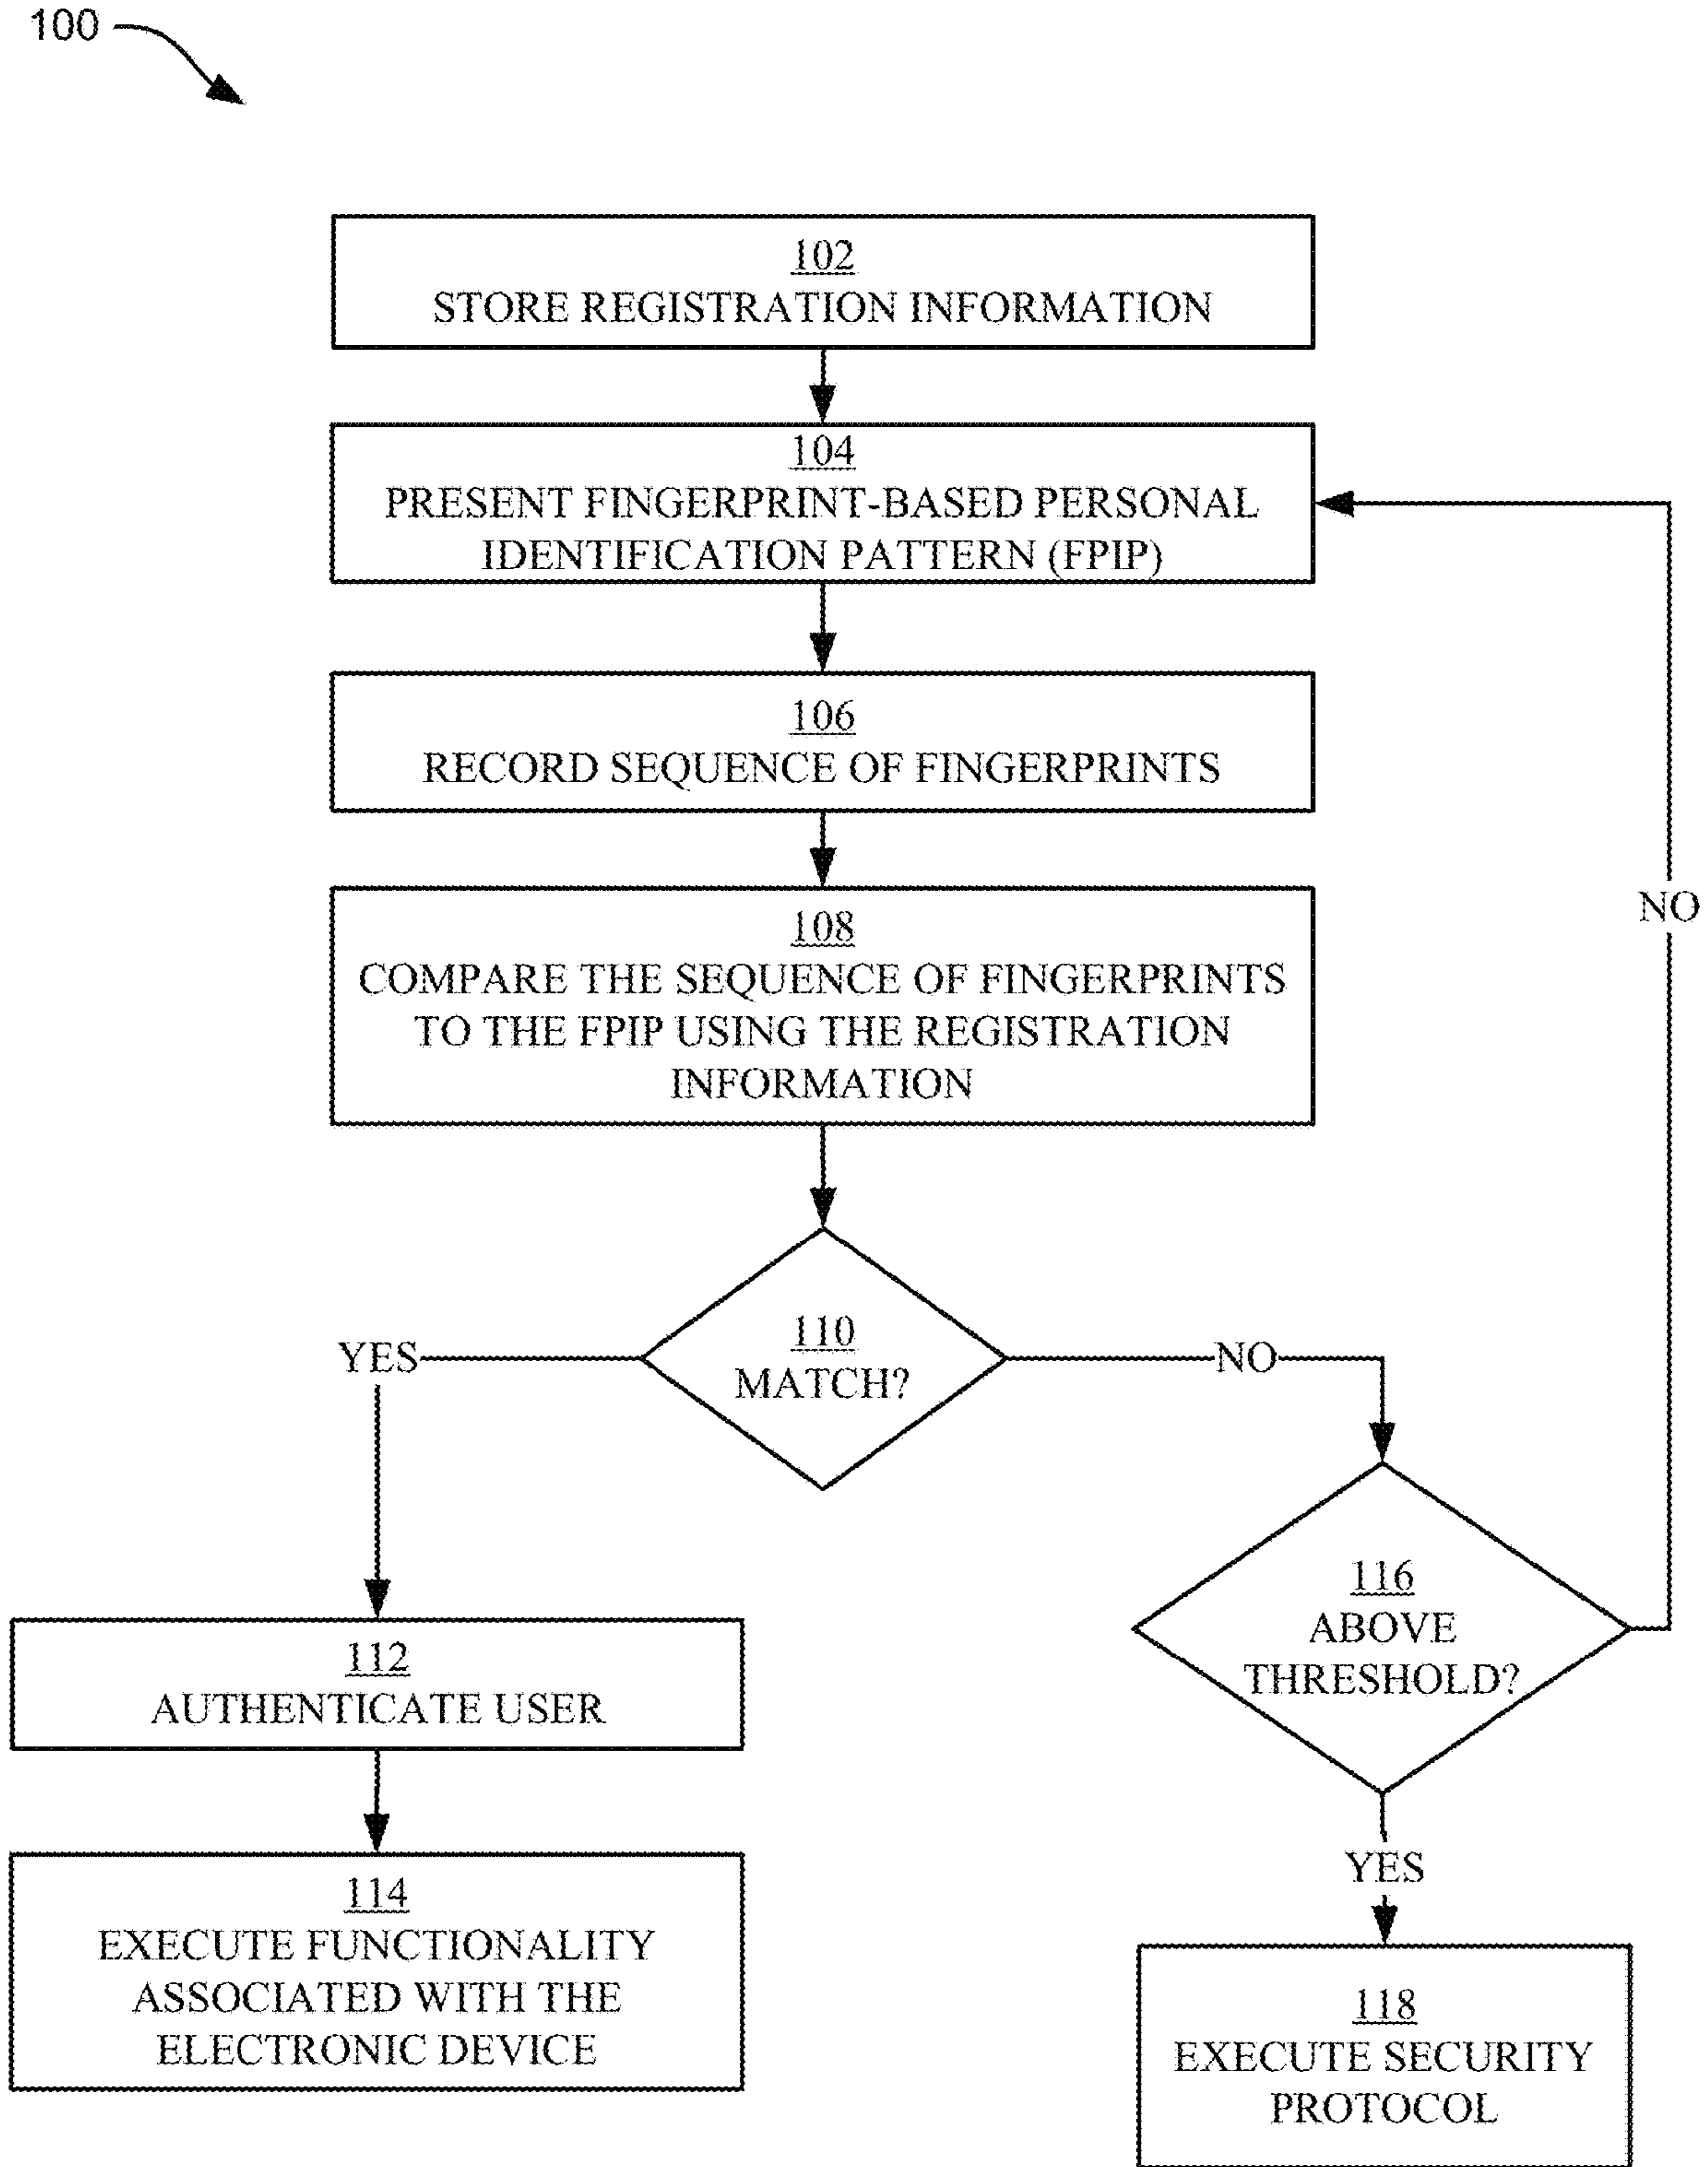 100
102
STORE REGISTRATION INFORMATION
104
PRESENT FINGERPRINT-BASED PERSONAL
IDENTIFICATION PATTERN (FPIP)
106
RECORD SEQUENCE OF FINGERPRINTS
108
COMPARE THE SEQUENCE OF FINGERPRINTS
TO THE FPIP USING THE REGISTRATION
INFORMATION
NO
110
MATCH?
YES
NO
116
ABOVE
THRESHOLD?
112
AUTHENTICATE USER
YES
114
EXECUTE FUNCTIONALITY
ASSOCIATED WITH THE
ELECTRONIC DEVICE
118
EXECUTE SECURITY
PROTOCOL